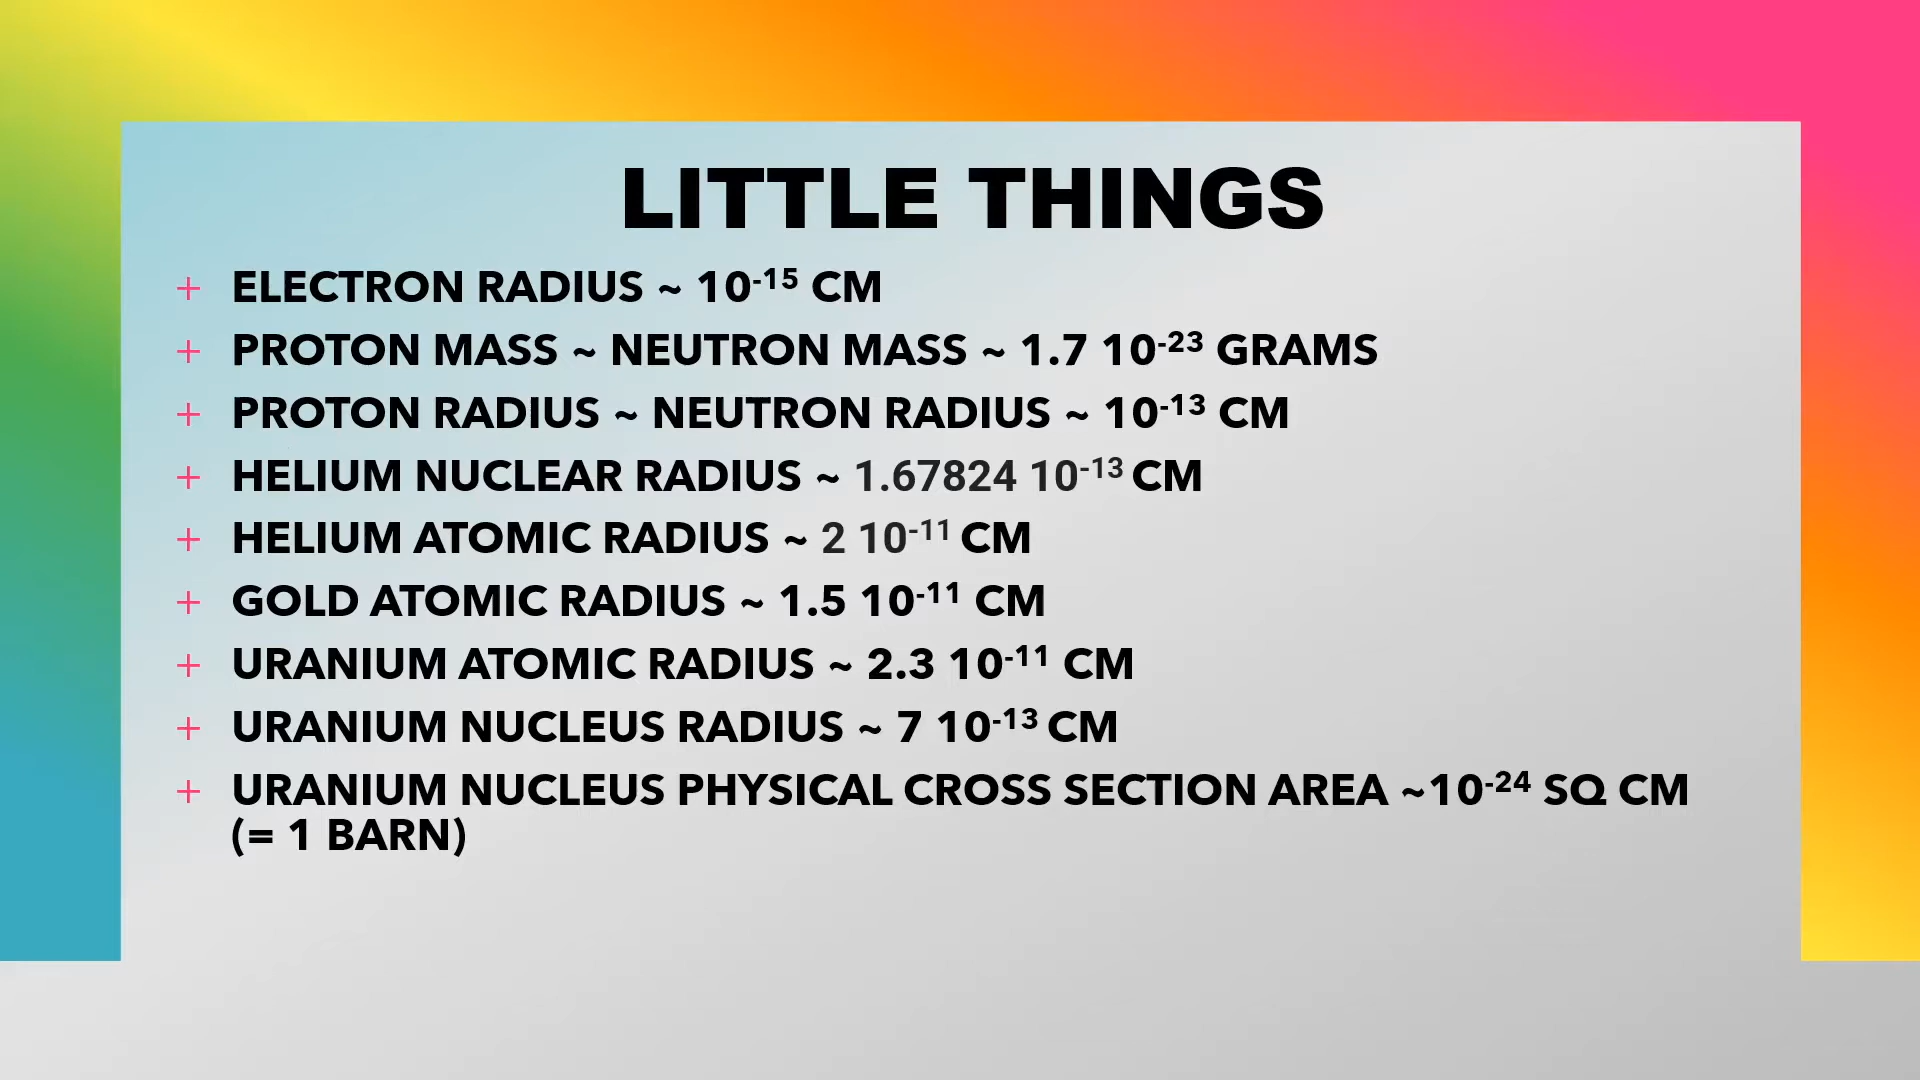 LITTLE THINGS
+ ELECTRON RADIUS ~ 10⁻¹⁵ CM
+ PROTON MASS ~ NEUTRON MASS ~ 1.7 10⁻²³ GRAMS
+ PROTON RADIUS ~ NEUTRON RADIUS ~ 10⁻¹³ CM
+ HELIUM NUCLEAR RADIUS ~ 1.67824 10⁻¹³ CM
+ HELIUM ATOMIC RADIUS ~ 2 10⁻¹¹ CM
+ GOLD ATOMIC RADIUS ~ 1.5 10⁻¹¹ CM
+ URANIUM ATOMIC RADIUS ~ 2.3 10⁻¹¹ CM
+ URANIUM NUCLEUS RADIUS ~ 7 10⁻¹³ CM
+ URANIUM NUCLEUS PHYSICAL CROSS SECTION AREA ~10⁻²⁴ SQ CM
(= 1 BARN)